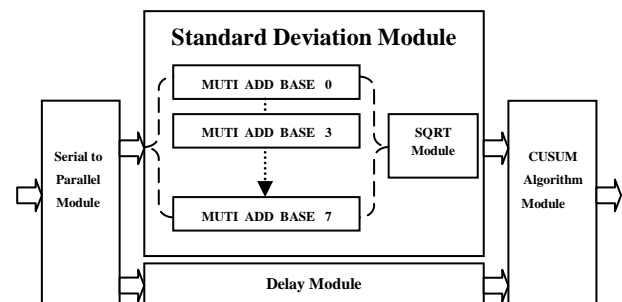 Standard Deviation Module
MUTI ADD BASE 0
MUTI ADD BASE 3
MUTI ADD BASE 7
SQRT
Module
Serial to
Parallel
Module
CUSUM
Algorithm
Module
Delay Module